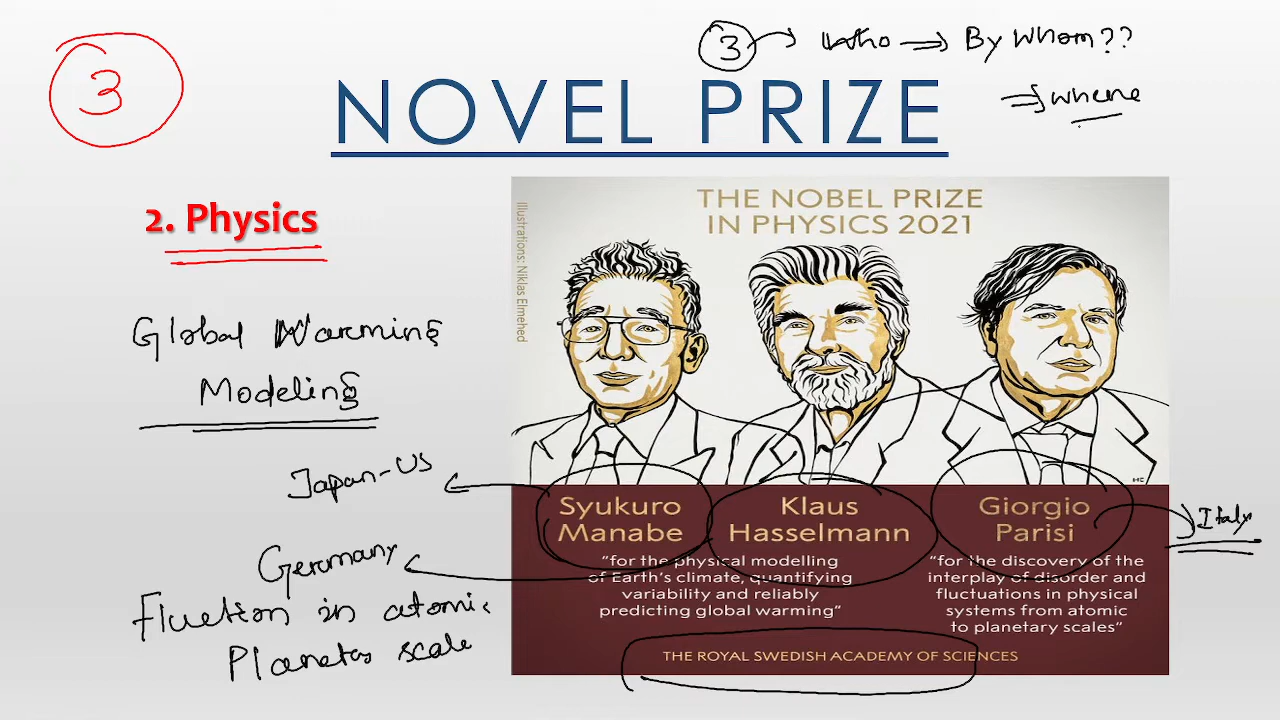 3
3 Who ⇒ By Whom??
⇒ where
NOVEL PRIZE
2. Physics
Global Warming
Modeling
Japan-US
Germany
Fluction in atomic
Planetos scale
THE NOBEL PRIZE
IN PHYSICS 2021
Illustrations: Niklas Elmehed
Syukuro
Manabe
Klaus
Hasselmann
Giorgio
Parisi
Italy
“for the physical modelling
of Earth’s climate, quantifying
variability and reliably
predicting global warming”
“for the discovery of the
interplay of disorder and
fluctuations in physical
systems from atomic
to planetary scales”
THE ROYAL SWEDISH ACADEMY OF SCIENCES